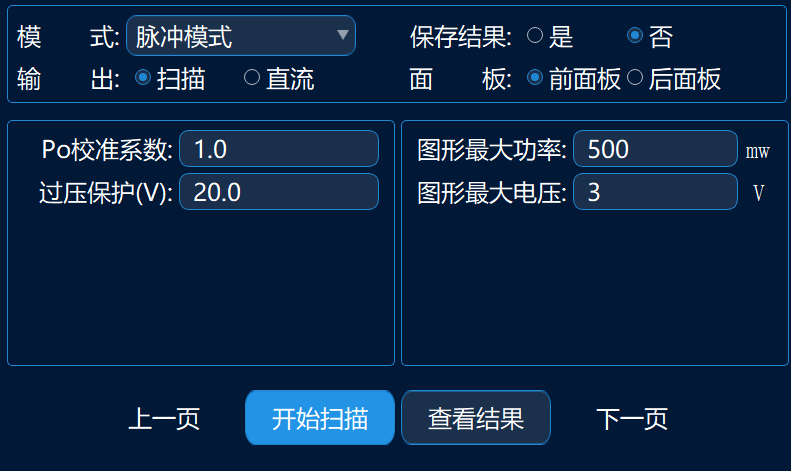 模 式: 脉冲模式 保存结果: 是 否
输 出: 扫描 直流 面 板: 前面板 后面板
Po校准系数: 1.0 图形最大功率: 500 mw
过压保护(V): 20.0 图形最大电压: 3 V
上一页 开始扫描 查看结果 下一页